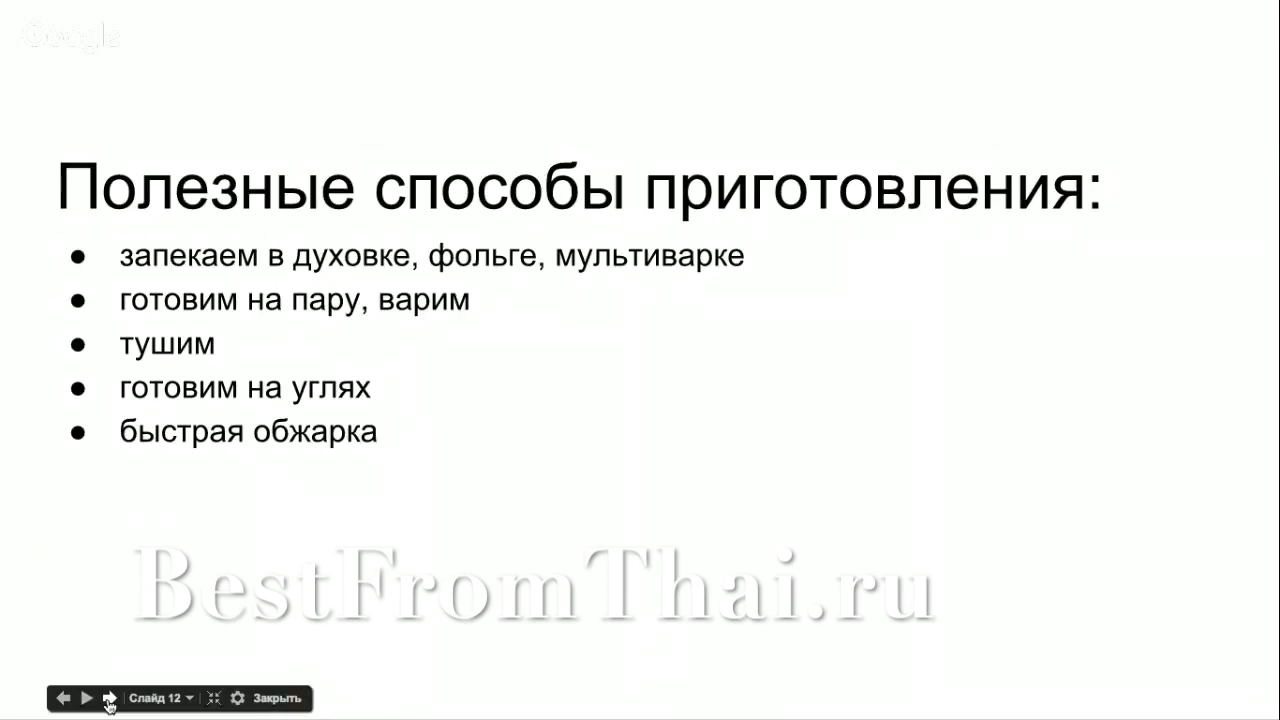 Google
Полезные способы приготовления:
● запекаем в духовке, фольге, мультиварке
● готовим на пару, варим
● тушим
● готовим на углях
● быстрая обжарка
BestFromThai.ru
Слайд 12 Закрыть